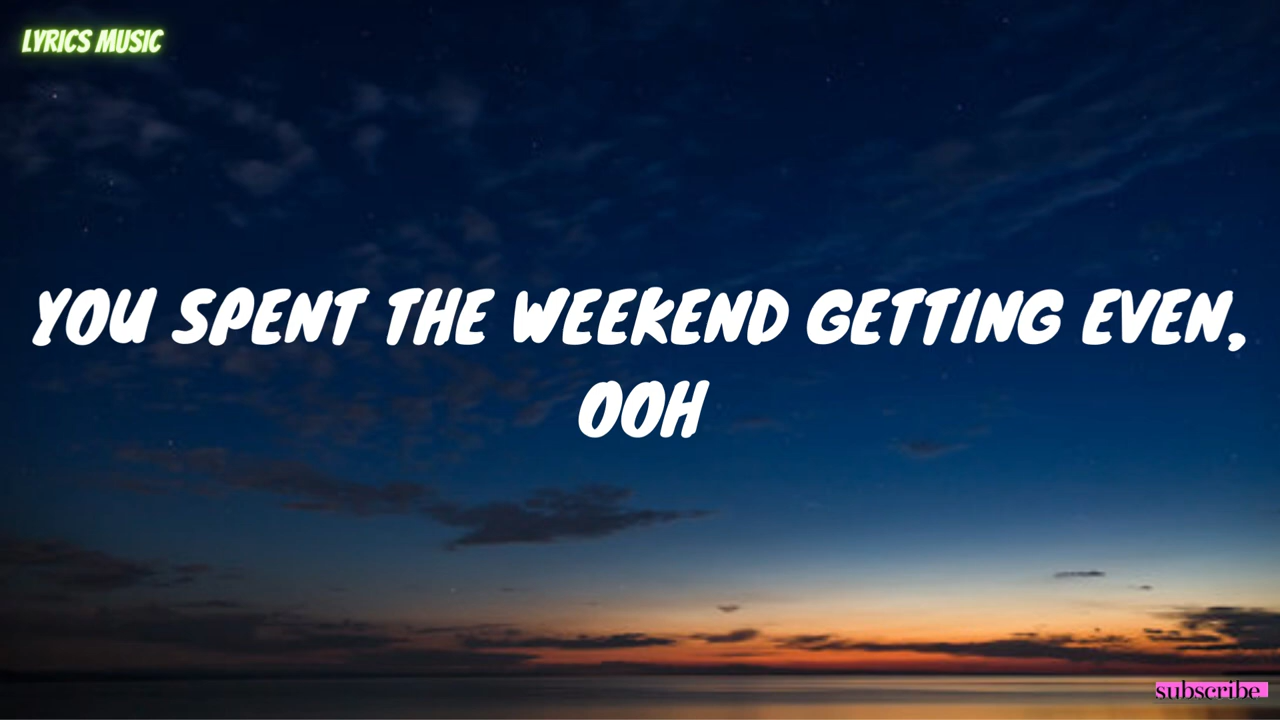 LYRICS MUSIC
YOU SPENT THE WEEKEND GETTING EVEN,
OOH
subscribe